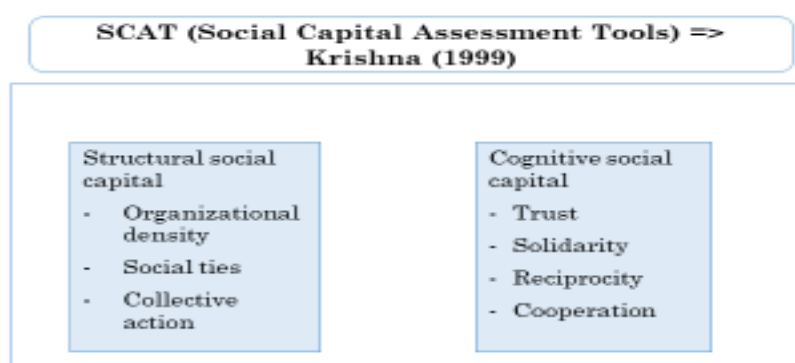 SCAT (Social Capital Assessment Tools) =>
Krishna (1999)
Structural social
capital
- Organizational
density
- Social ties
- Collective
action
Cognitive social
capital
- Trust
- Solidarity
- Reciprocity
- Cooperation